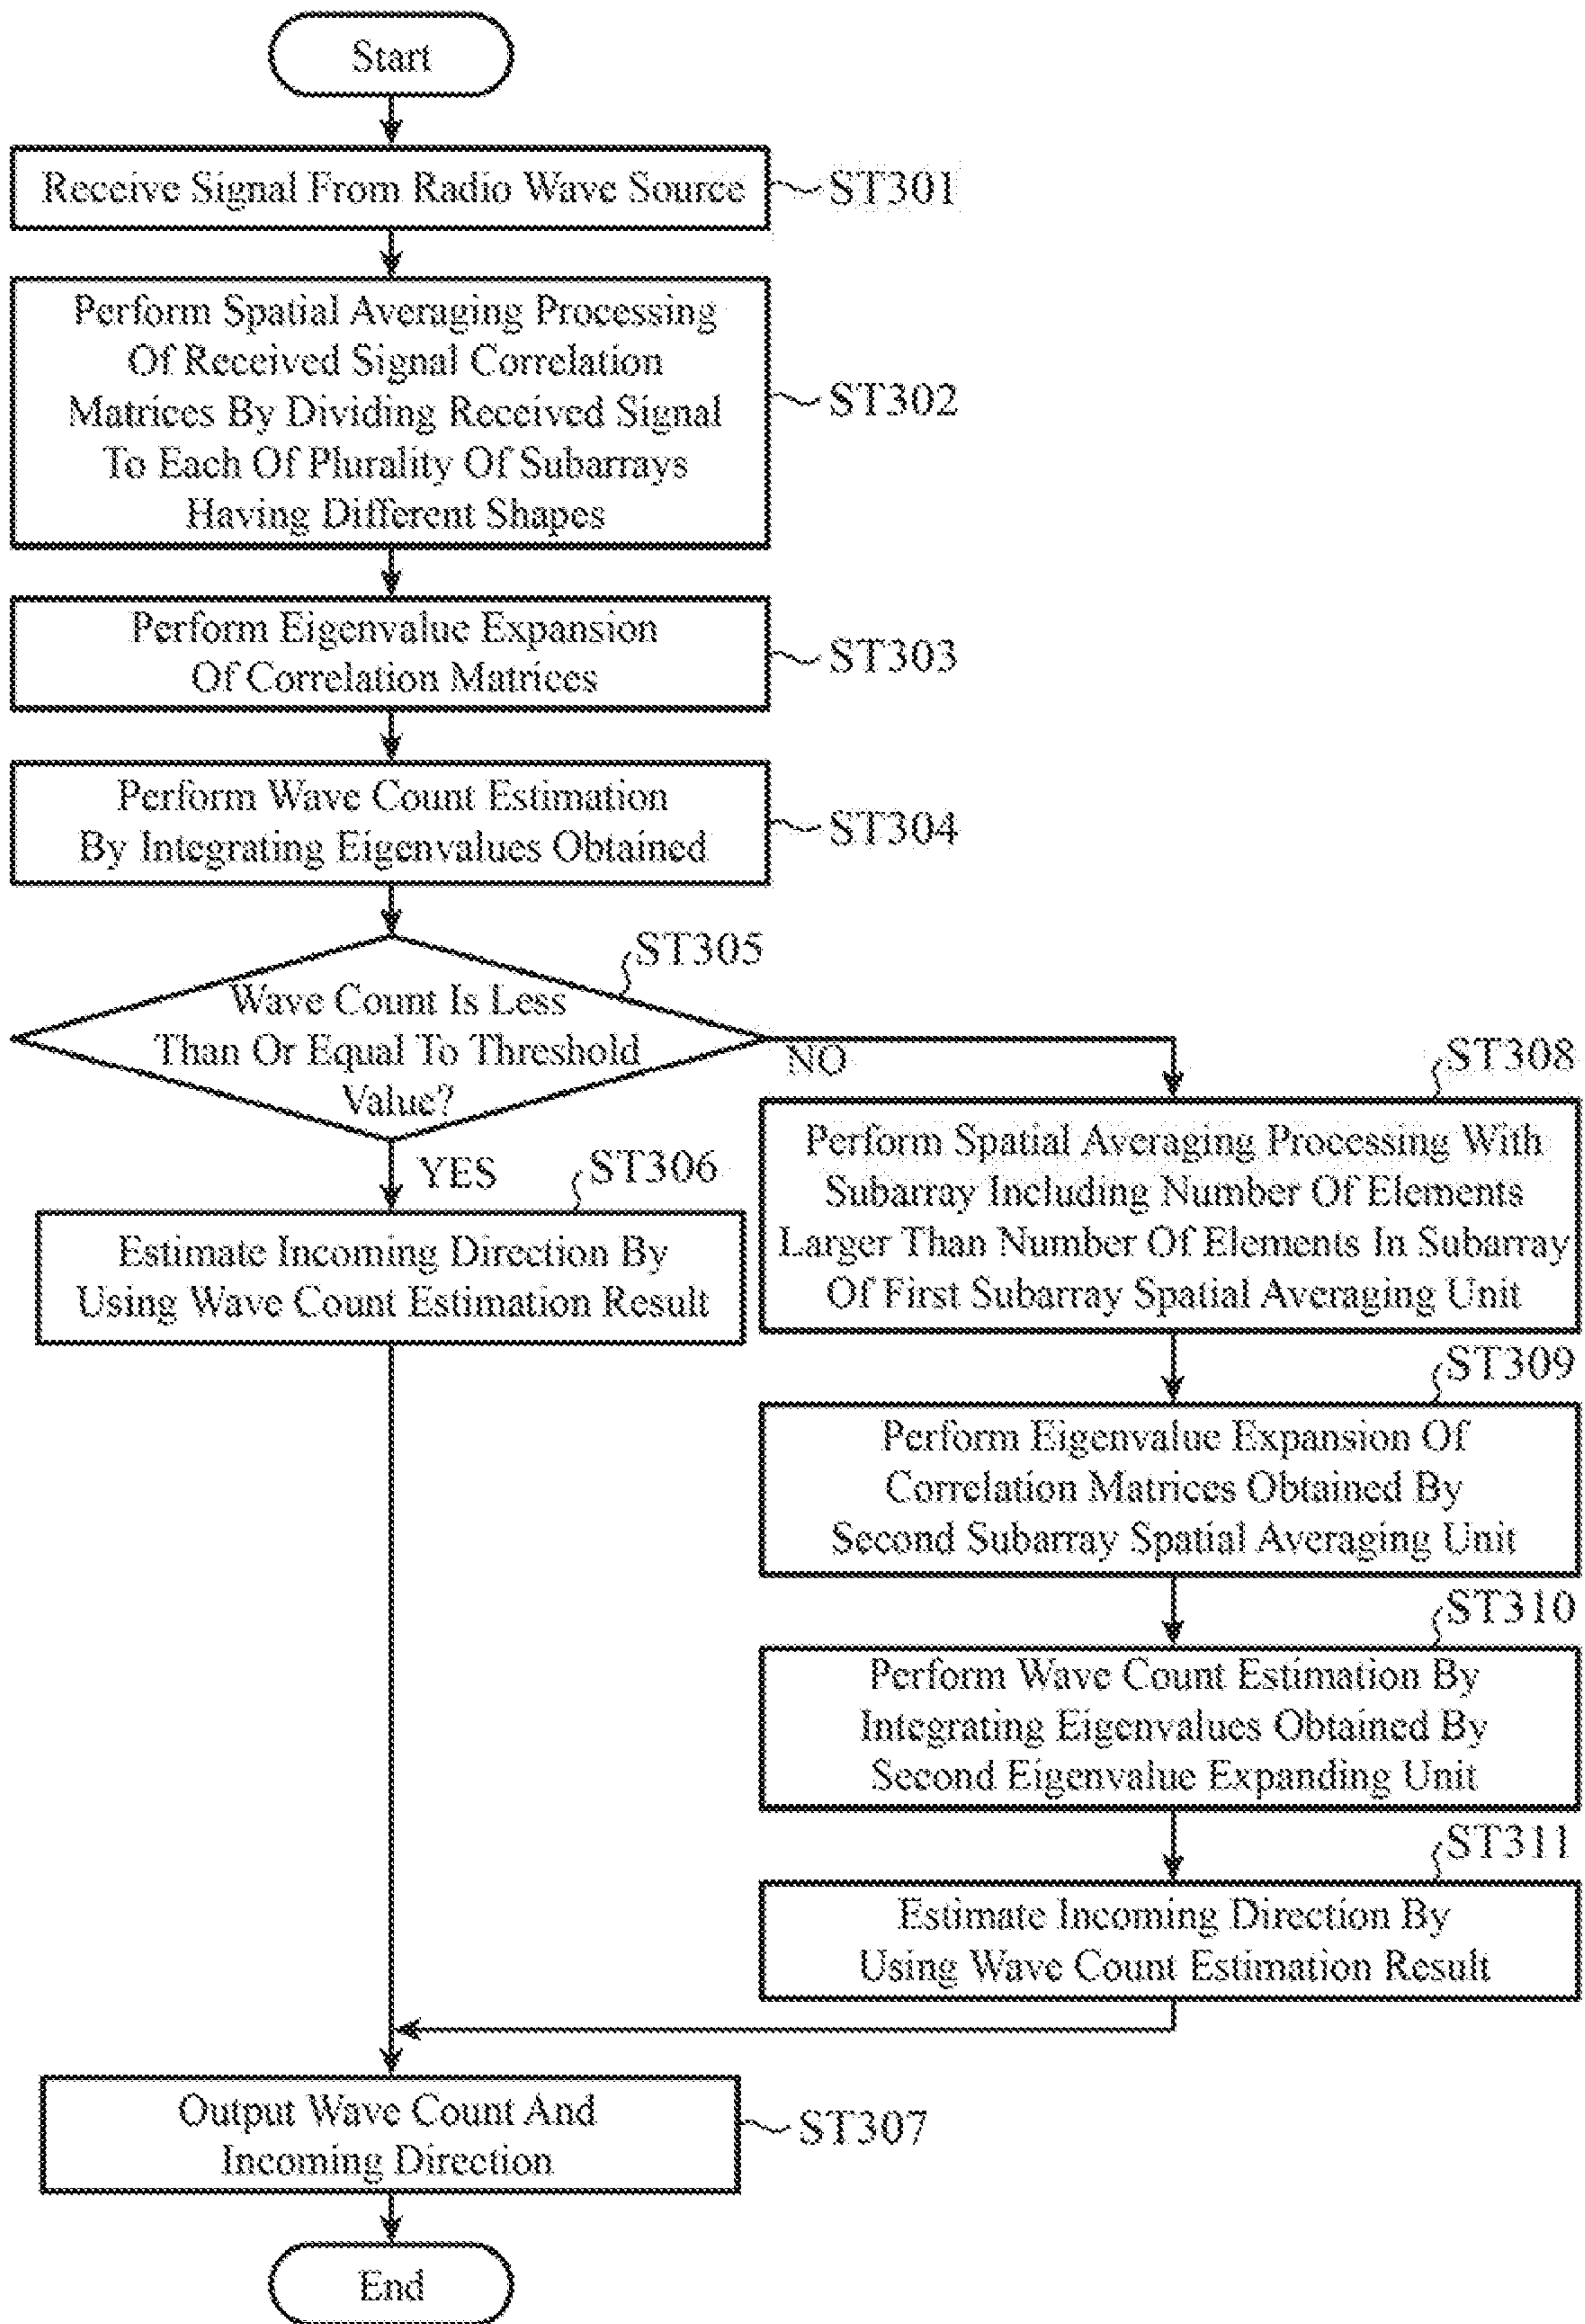 Start
Receive Signal From Radio Wave Source
ST301
Perform Spatial Averaging Processing
Of Received Signal Correlation
Matrices By Dividing Received Signal
To Each Of Plurality Of Subarrays
Having Different Shapes
ST302
Perform Eigenvalue Expansion
Of Correlation Matrices
ST303
Perform Wave Count Estimation
By Integrating Eigenvalues Obtained
ST304
ST305
Wave Count Is Less
Than Or Equal To Threshold
Value?
NO
YES
ST306
Estimate Incoming Direction By
Using Wave Count Estimation Result
ST308
Perform Spatial Averaging Processing With
Subarray Including Number Of Elements
Larger Than Number Of Elements In Subarray
Of First Subarray Spatial Averaging Unit
ST309
Perform Eigenvalue Expansion Of
Correlation Matrices Obtained By
Second Subarray Spatial Averaging Unit
ST310
Perform Wave Count Estimation By
Integrating Eigenvalues Obtained By
Second Eigenvalue Expanding Unit
ST311
Estimate Incoming Direction By
Using Wave Count Estimation Result
Output Wave Count And
Incoming Direction
ST307
End